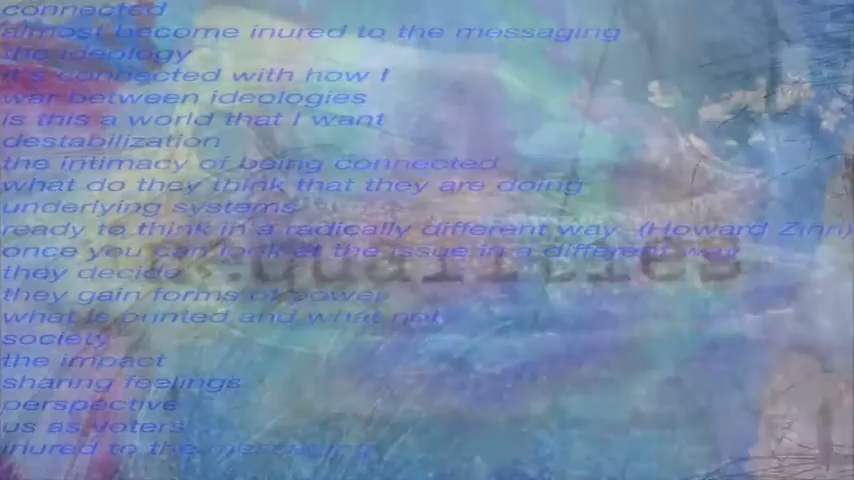 connected
almost become inured to the messaging
the ideology
it's connected with how I
war between ideologies
is this a world that I want
destabilization
the intimacy of being connected
what do they think that they are doing
underlying systems
ready to think in a radically different way (Howard Zinn)
once you can look at the issue in a different way
qualities
they decide
they gain forms of power
what is printed and what not
society
the impact
sharing feelings
perspective
us as voters
inured to the messaging